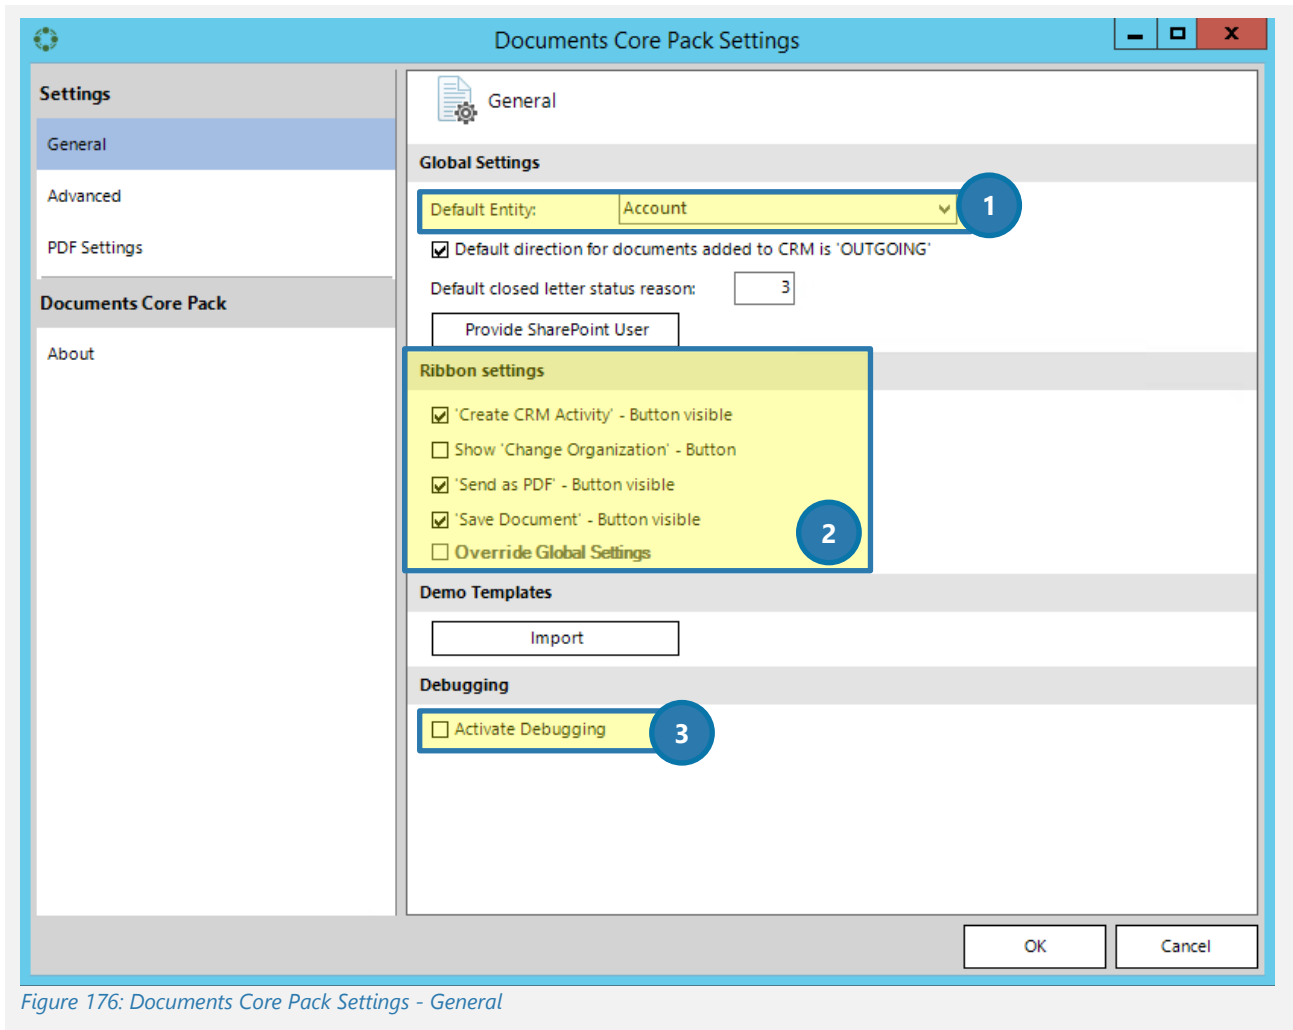 Documents Core Pack Settings
X
Settings
General
Advanced
PDF Settings
Documents Core Pack
About
General
Global Settings
Default Entity: Account
1
Default direction for documents added to CRM is 'OUTGOING'
Default closed letter status reason: 3
Provide SharePoint User
Ribbon settings
'Create CRM Activity' - Button visible
Show 'Change Organization' - Button
'Send as PDF' - Button visible
'Save Document' - Button visible
2
Override Global Settings
Demo Templates
Import
Debugging
Activate Debugging
3
OK Cancel
Figure 176: Documents Core Pack Settings - General